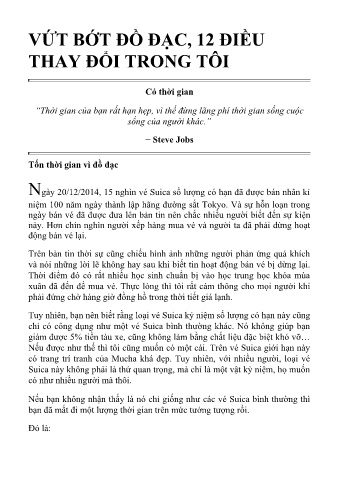 VỨT BỚT ĐỒ ĐẠC, 12 ĐIỀU
THAY ĐỔI TRONG TÔI
Có thời gian
“Thời gian của bạn rất hạn hẹp, vì thế đừng lãng phí thời gian sống cuộc
sống của người khác.”
− Steve Jobs
Tốn thời gian vì đồ đạc
Ngày 20/12/2014, 15 nghìn vé Suica số lượng có hạn đã được bán nhân kỉ
niệm 100 năm ngày thành lập hãng đường sắt Tokyo. Và sự hỗn loạn trong
ngày bán vé đã được đưa lên bản tin nên chắc nhiều người biết đến sự kiện
này. Hơn chín nghìn người xếp hàng mua vé và người ta đã phải dừng hoạt
động bán vé lại.
Trên bản tin thời sự cũng chiếu hình ảnh những người phản ứng quá khích
và nói những lời lẽ không hay sau khi biết tin hoạt động bán vé bị dừng lại.
Thời điểm đó có rất nhiều học sinh chuẩn bị vào học trung học khóa mùa
xuân đã đến để mua vé. Thực lòng thì tôi rất cảm thông cho mọi người khi
phải đứng chờ hàng giờ đồng hồ trong thời tiết giá lạnh.
Tuy nhiên, bạn nên biết rằng loại vé Suica kỷ niệm số lượng có hạn này cũng
chỉ có công dụng như một vé Suica bình thường khác. Nó không giúp bạn
giảm được 5% tiền tàu xe, cũng không làm bằng chất liệu đặc biệt khó vỡ…
Nếu được như thế thì tôi cũng muốn có một cái. Trên vé Suica giới hạn này
có trang trí tranh của Mucha khá đẹp. Tuy nhiên, với nhiều người, loại vé
Suica này không phải là thứ quan trọng, mà chỉ là một vật kỷ niệm, họ muốn
có như nhiều người mà thôi.
Nếu bạn không nhận thấy là nó chỉ giống như các vé Suica bình thường thì
bạn đã mất đi một lượng thời gian trên mức tưởng tượng rồi.
Đó là: